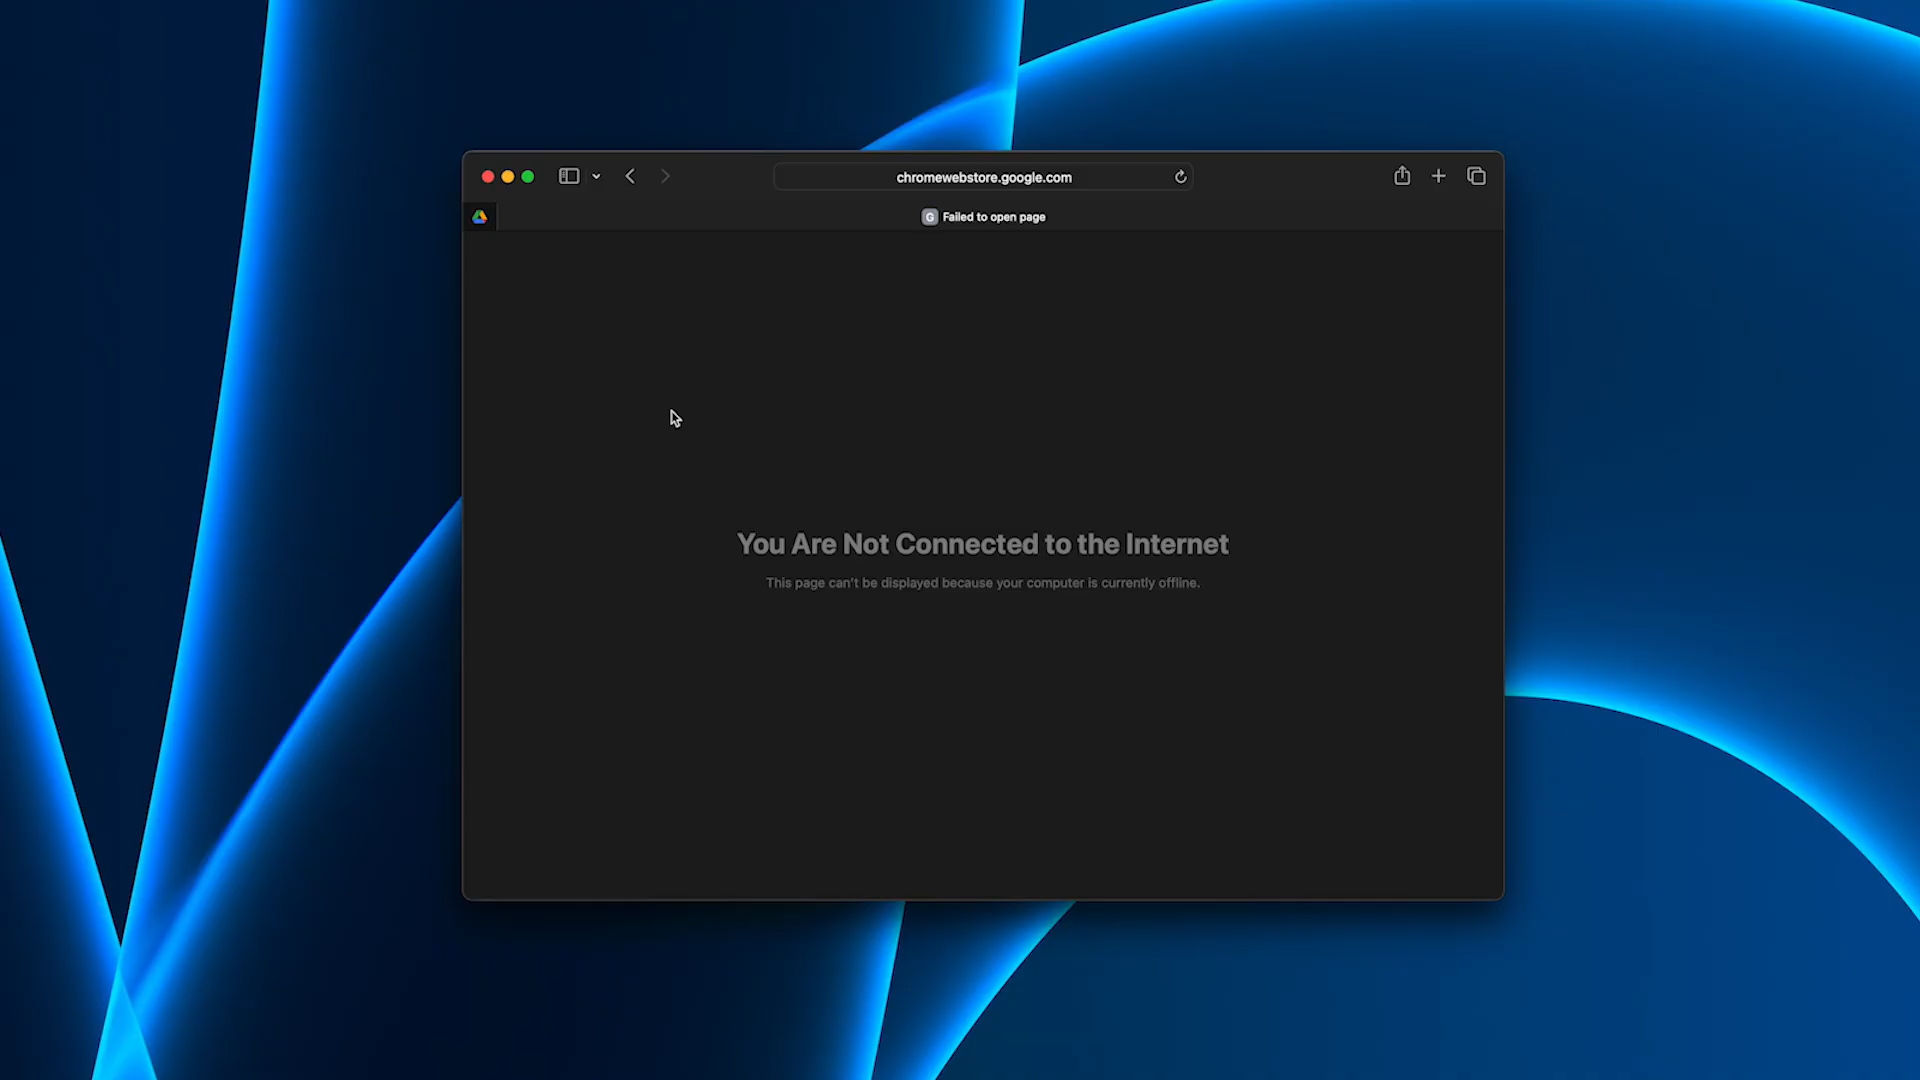 chromewebstore.google.com
G Failed to open page
You Are Not Connected to the Internet
This page can't be displayed because your computer is currently offline.